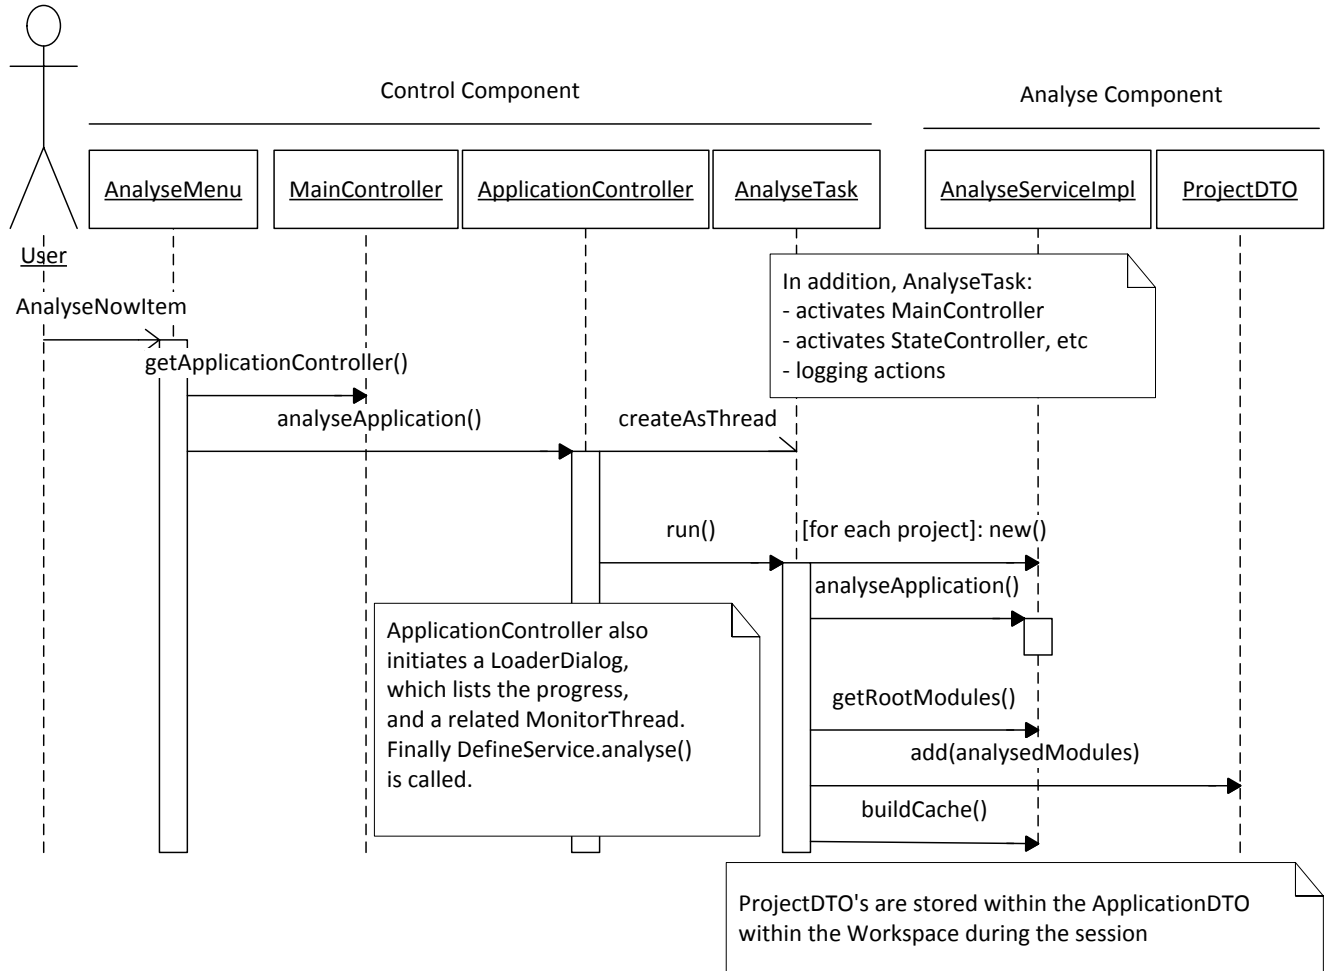 Control Component
Analyse Component
AnalyseMenu
MainController
ApplicationController
AnalyseTask
AnalyseServiceImpl
ProjectDTO
User
In addition, AnalyseTask:
- activates MainController
- activates StateController, etc
- logging actions
AnalyseNowItem
getApplicationController()
analyseApplication()
createAsThread
run()
[for each project]: new()
analyseApplication()
ApplicationController also
initiates a LoaderDialog,
which lists the progress,
and a related MonitorThread.
Finally DefineService.analyse()
is called.
getRootModules()
add(analysedModules)
buildCache()
ProjectDTO's are stored within the ApplicationDTO
within the Workspace during the session